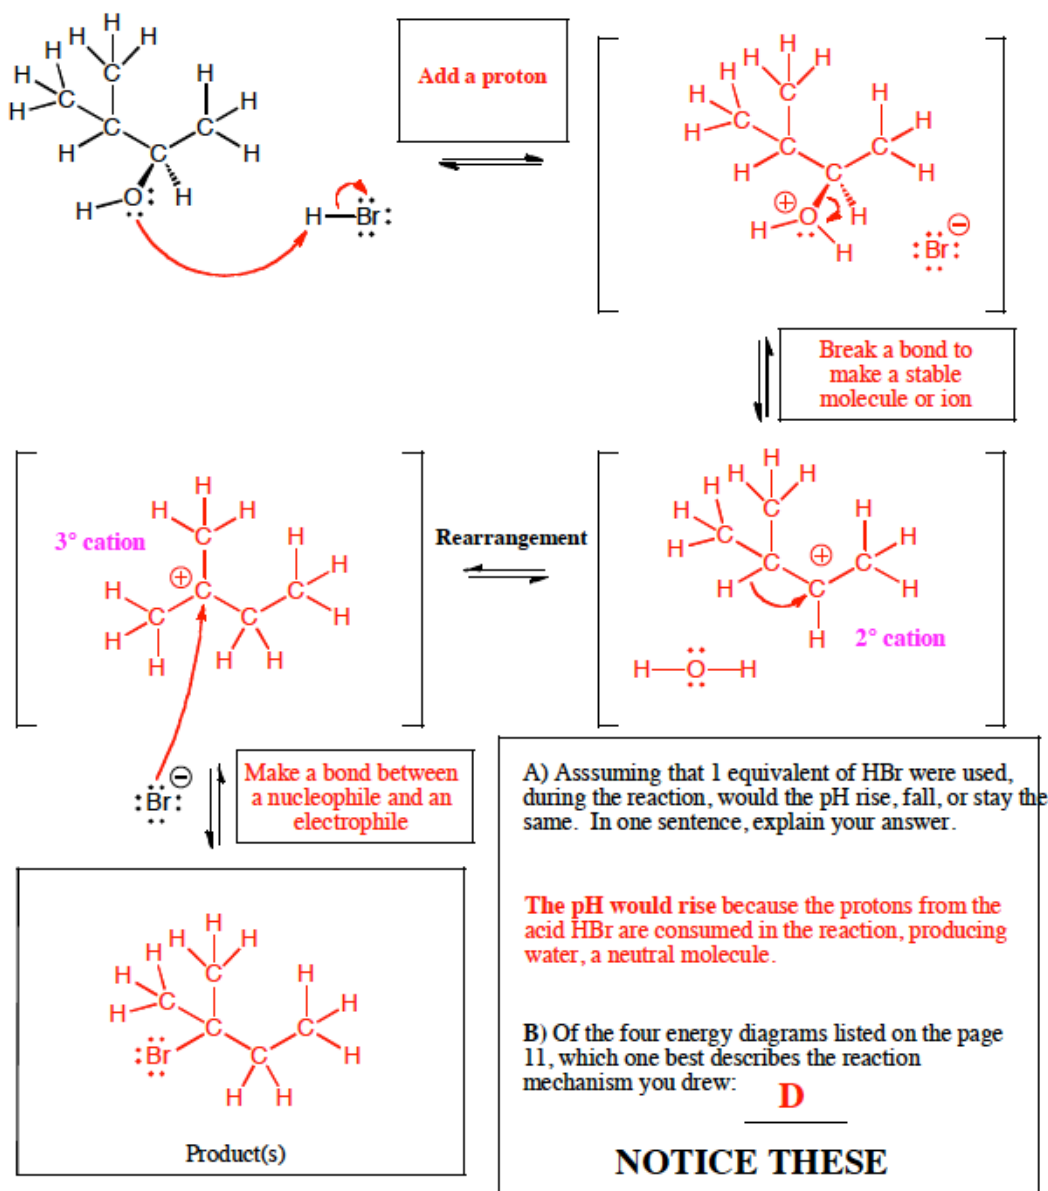 Add a proton
Break a bond to
make a stable
molecule or ion
3° cation
Rearrangement
2° cation
Make a bond between
a nucleophile and an
electrophile
A) Asssuming that 1 equivalent of HBr were used,
during the reaction, would the pH rise, fall, or stay the
same. In one sentence, explain your answer.
The pH would rise because the protons from the
acid HBr are consumed in the reaction, producing
water, a neutral molecule.
B) Of the four energy diagrams listed on the page
11, which one best describes the reaction
mechanism you drew:
D
Product(s)
NOTICE THESE